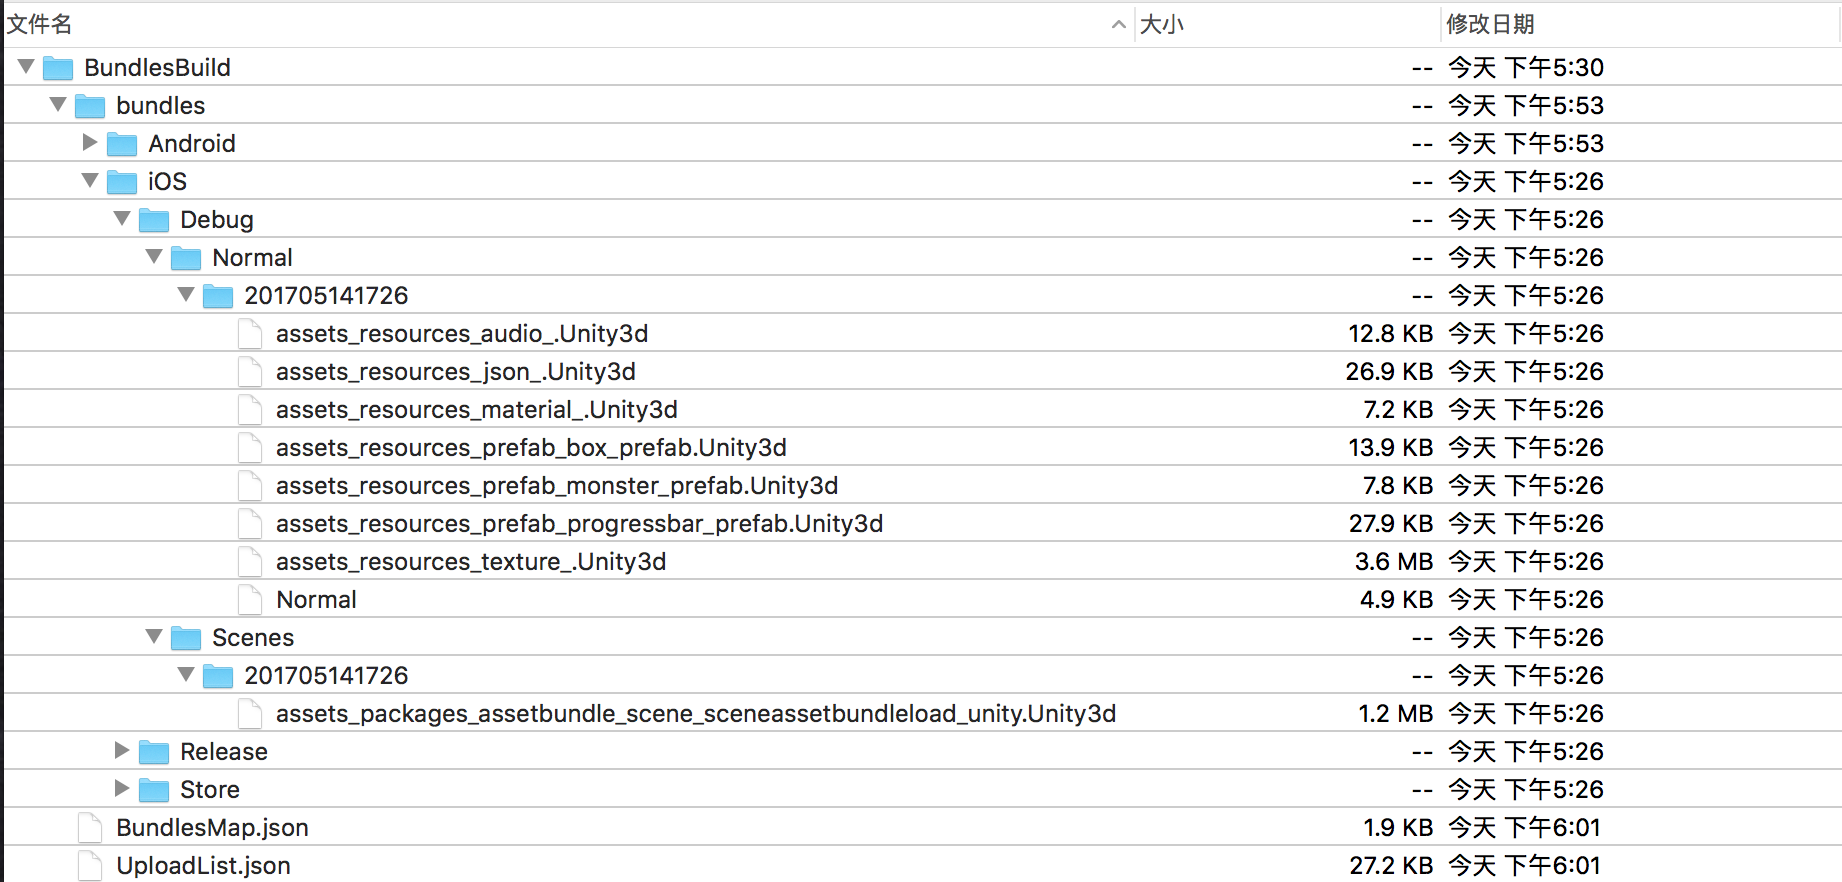 文件名 大小 修改日期
BundlesBuild -- 今天 下午5:30
bundles -- 今天 下午5:53
Android -- 今天 下午5:53
iOS -- 今天 下午5:26
Debug -- 今天 下午5:26
Normal -- 今天 下午5:26
201705141726 -- 今天 下午5:26
assets_resources_audio_.Unity3d 12.8 KB 今天 下午5:26
assets_resources_json_.Unity3d 26.9 KB 今天 下午5:26
assets_resources_material_.Unity3d 7.2 KB 今天 下午5:26
assets_resources_prefab_box_prefab.Unity3d 13.9 KB 今天 下午5:26
assets_resources_prefab_monster_prefab.Unity3d 7.8 KB 今天 下午5:26
assets_resources_prefab_progressbar_prefab.Unity3d 27.9 KB 今天 下午5:26
assets_resources_texture_.Unity3d 3.6 MB 今天 下午5:26
Normal 4.9 KB 今天 下午5:26
Scenes -- 今天 下午5:26
201705141726 -- 今天 下午5:26
assets_packages_assetbundle_scene_sceneassetbundleload_unity.Unity3d 1.2 MB 今天 下午5:26
Release -- 今天 下午5:26
Store -- 今天 下午5:26
BundlesMap.json 1.9 KB 今天 下午6:01
UploadList.json 27.2 KB 今天 下午6:01